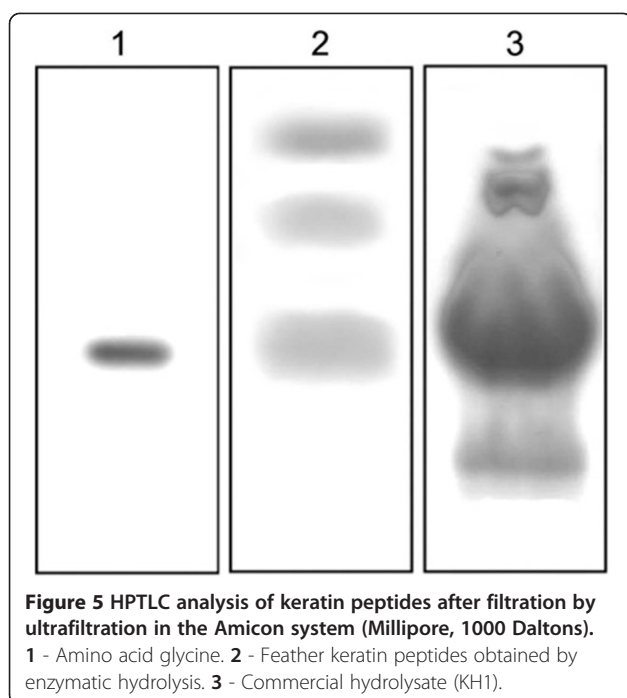 1 2 3
Figure 5 HPTLC analysis of keratin peptides after filtration by
ultrafiltration in the Amicon system (Millipore, 1000 Daltons).
1 - Amino acid glycine. 2 - Feather keratin peptides obtained by
enzymatic hydrolysis. 3 - Commercial hydrolysate (KH1).